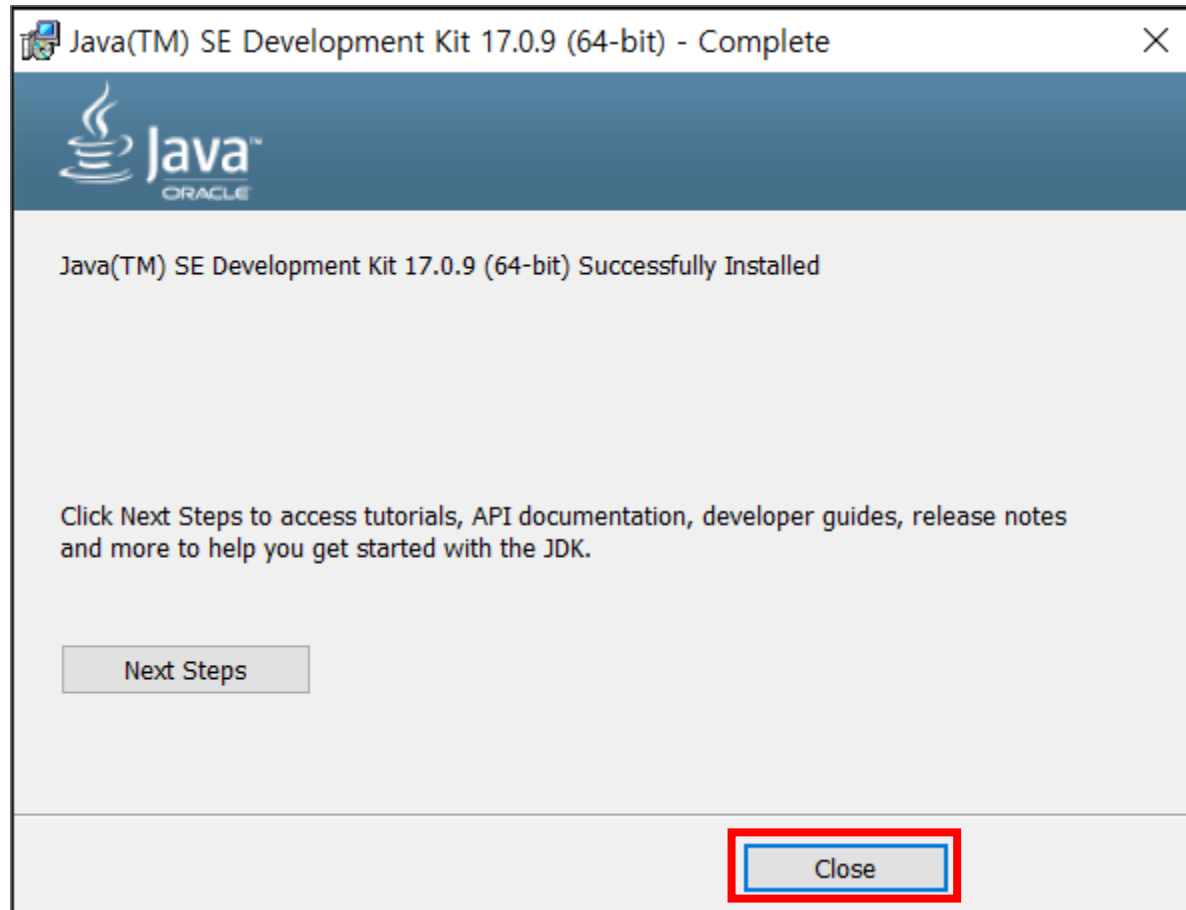 Java(TM) SE Development Kit 17.0.9 (64-bit) - Complete
Java™
ORACLE
Java(TM) SE Development Kit 17.0.9 (64-bit) Successfully Installed
Click Next Steps to access tutorials, API documentation, developer guides, release notes
and more to help you get started with the JDK.
Next Steps
Close